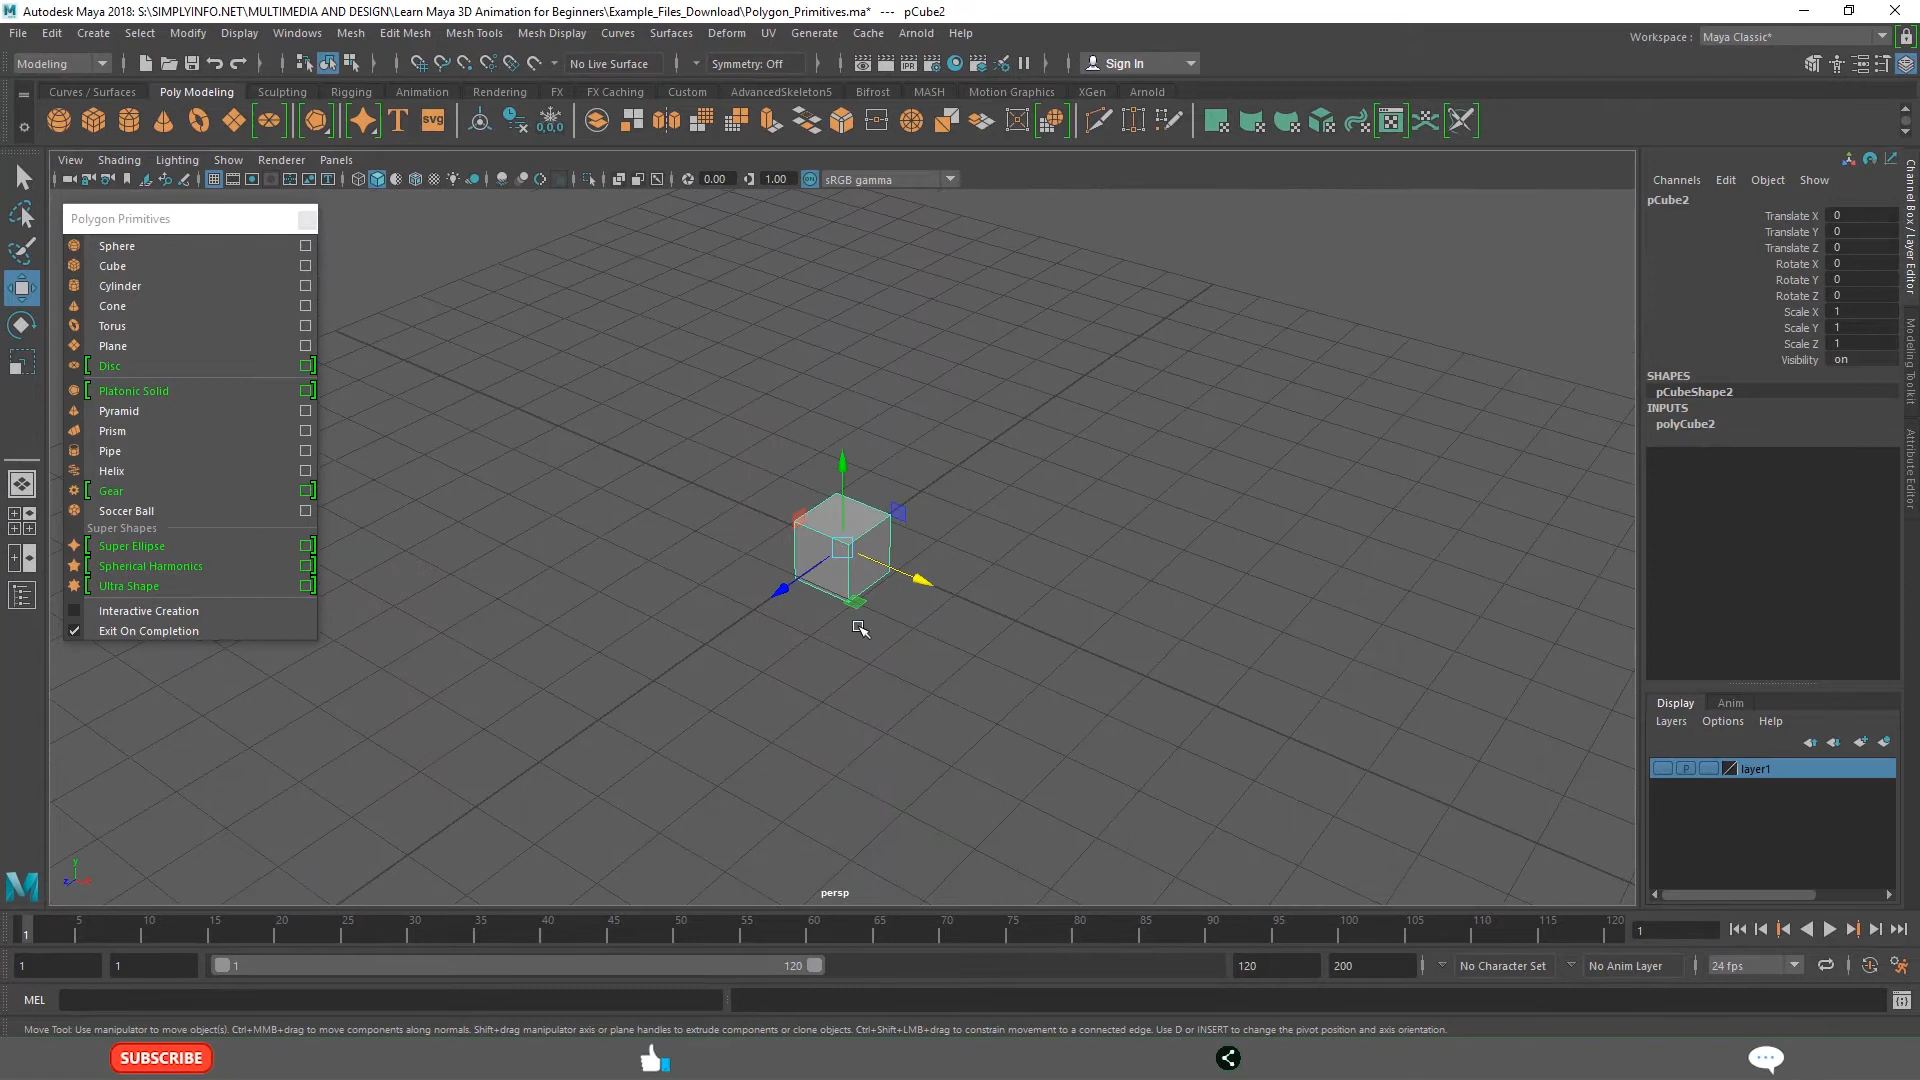 Autodesk Maya 2018: S:\SIMPLYINFO.NET\MULTIMEDIA AND DESIGN\Learn Maya 3D Animation for Beginners\Example_Files_Download\Polygon_Primitives.ma* --- pCube2
File Edit Create Select Modify Display Windows Mesh Edit Mesh Mesh Tools Mesh Display Curves Surfaces Deform UV Generate Cache Arnold Help
Workspace : Maya Classic*
Modeling No Live Surface Symmetry: Off Sign In
Curves / Surfaces Poly Modeling Sculpting Rigging Animation Rendering FX FX Caching Custom AdvancedSkeleton5 Bifrost MASH Motion Graphics XGen Arnold
View Shading Lighting Show Renderer Panels
0.00 1.00 ON sRGB gamma
Polygon Primitives
Sphere
Cube
Cylinder
Cone
Torus
Plane
Disc
Platonic Solid
Pyramid
Prism
Pipe
Helix
Gear
Soccer Ball
Super Shapes
Super Ellipse
Spherical Harmonics
Ultra Shape
Interactive Creation
Exit On Completion
persp
Channels Edit Object Show
pCube2
Translate X 0
Translate Y 0
Translate Z 0
Rotate X 0
Rotate Y 0
Rotate Z 0
Scale X 1
Scale Y 1
Scale Z 1
Visibility on
SHAPES
pCubeShape2
INPUTS
polyCube2
Channel Box / Layer Editor
Modeling Toolkit
Attribute Editor
Display Anim
Layers Options Help
P layer1
5 10 15 20 25 30 35 40 45 50 55 60 65 70 75 80 85 90 95 100 105 110 115 120
1 1
1 1 1 120 120 200 No Character Set No Anim Layer 24 fps
MEL
Move Tool: Use manipulator to move object(s). Ctrl+MMB+drag to move components along normals. Shift+drag manipulator axis or plane handles to extrude components or clone objects. Ctrl+Shift+LMB+drag to constrain movement to a connected edge. Use D or INSERT to change the pivot position and axis orientation.
SUBSCRIBE